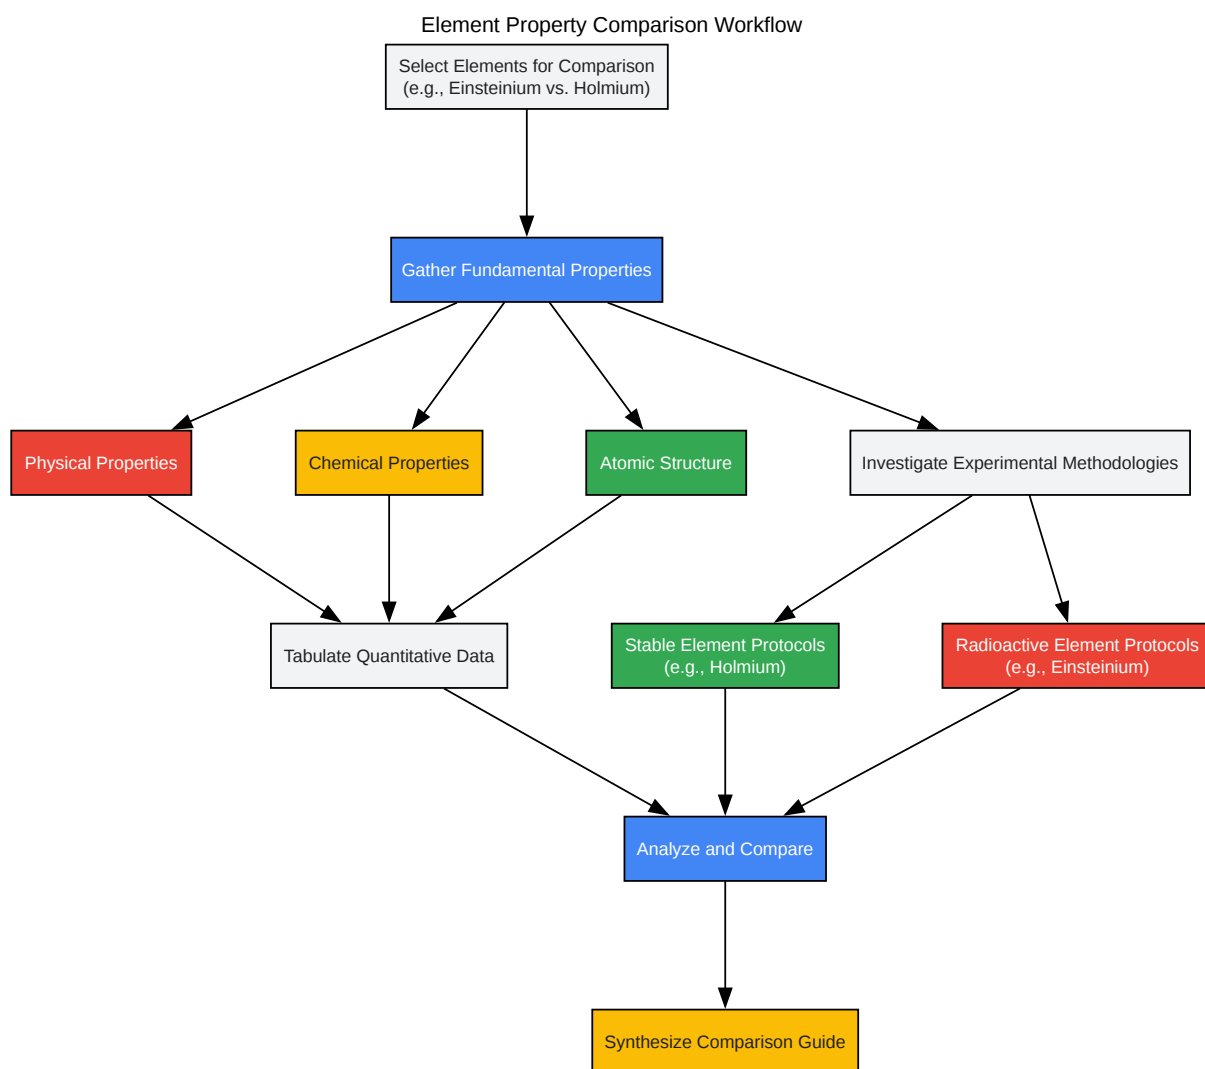 Element Property Comparison Workflow
Select Elements for Comparison
(e.g., Einsteinium vs. Holmium)
Gather Fundamental Properties
Physical Properties
Chemical Properties
Atomic Structure
Investigate Experimental Methodologies
Tabulate Quantitative Data
Stable Element Protocols
(e.g., Holmium)
Radioactive Element Protocols
(e.g., Einsteinium)
Analyze and Compare
Synthesize Comparison Guide